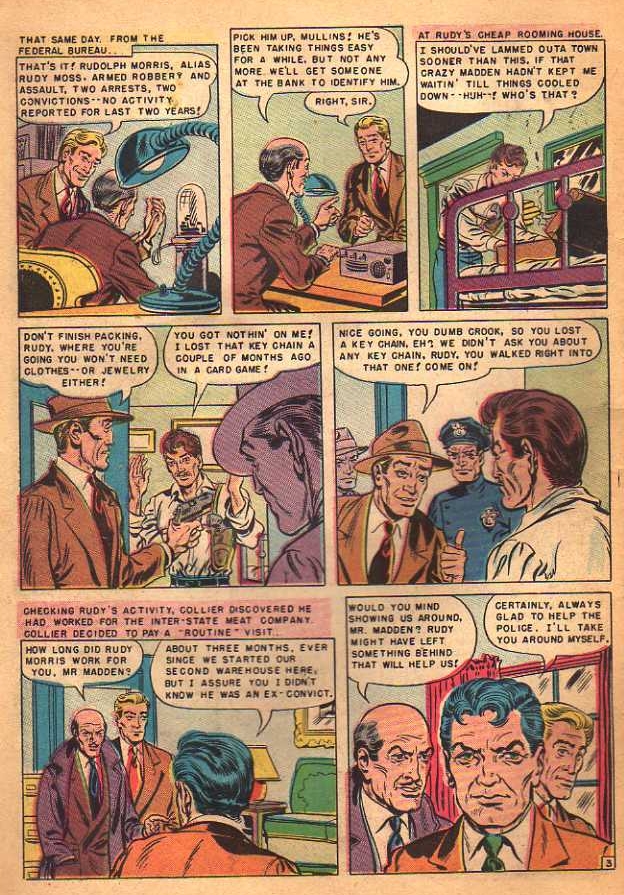 THAT SAME DAY, FROM THE
FEDERAL BUREAU...
THAT'S IT! RUDOLPH MORRIS, ALIAS
RUDY MOSS. ARMED ROBBERY AND
ASSAULT, TWO ARRESTS, TWO
CONVICTIONS--NO ACTIVITY
REPORTED FOR LAST TWO YEARS!
PICK HIM UP, MULLINS! HE'S
BEEN TAKING THINGS EASY
FOR A WHILE, BUT NOT ANY
MORE. WE'LL GET SOMEONE
AT THE BANK TO IDENTIFY HIM.
RIGHT, SIR.
AT RUDY'S CHEAP ROOMING HOUSE.
I SHOULD'VE LAMMED OUTA TOWN
SOONER THAN THIS, IF THAT
CRAZY MADDEN HADN'T KEPT ME
WAITIN' TILL THINGS COOLED
DOWN--HUH--! WHO'S THAT?
DON'T FINISH PACKING,
RUDY, WHERE YOU'RE
GOING YOU WON'T NEED
CLOTHES--OR JEWELRY
EITHER!
YOU GOT NOTHIN' ON ME!
I LOST THAT KEY CHAIN A
COUPLE OF MONTHS AGO
IN A CARD GAME!
NICE GOING, YOU DUMB CROOK, SO YOU LOST
A KEY CHAIN, EH? WE DIDN'T ASK YOU ABOUT
ANY KEY CHAIN, RUDY, YOU WALKED RIGHT INTO
THAT ONE! COME ON!
CHECKING RUDY'S ACTIVITY, COLLIER DISCOVERED HE
HAD WORKED FOR THE INTER-STATE MEAT COMPANY.
COLLIER DECIDED TO PAY A "ROUTINE" VISIT..
HOW LONG DID RUDY
MORRIS WORK FOR
YOU, MR MADDEN?
ABOUT THREE MONTHS, EVER
SINCE WE STARTED OUR
SECOND WAREHOUSE HERE,
BUT I ASSURE YOU I DIDN'T
KNOW HE WAS AN EX-CONVICT.
WOULD YOU MIND
SHOWING US AROUND,
MR. MADDEN? RUDY
MIGHT HAVE LEFT
SOMETHING BEHIND
THAT WILL HELP US!
CERTAINLY, ALWAYS
GLAD TO HELP THE
POLICE. I'LL TAKE
YOU AROUND MYSELF.
3